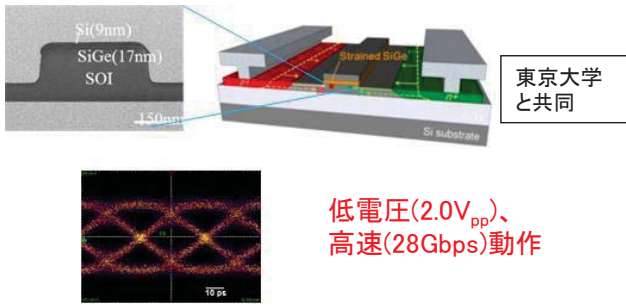 Si(9nm)
SiGe(17nm)
SOI
150nm
Strained SiGe
Si substrate
東京大学
と共同
低電圧(2.0Vpp)、
高速(28Gbps)動作
10 ps